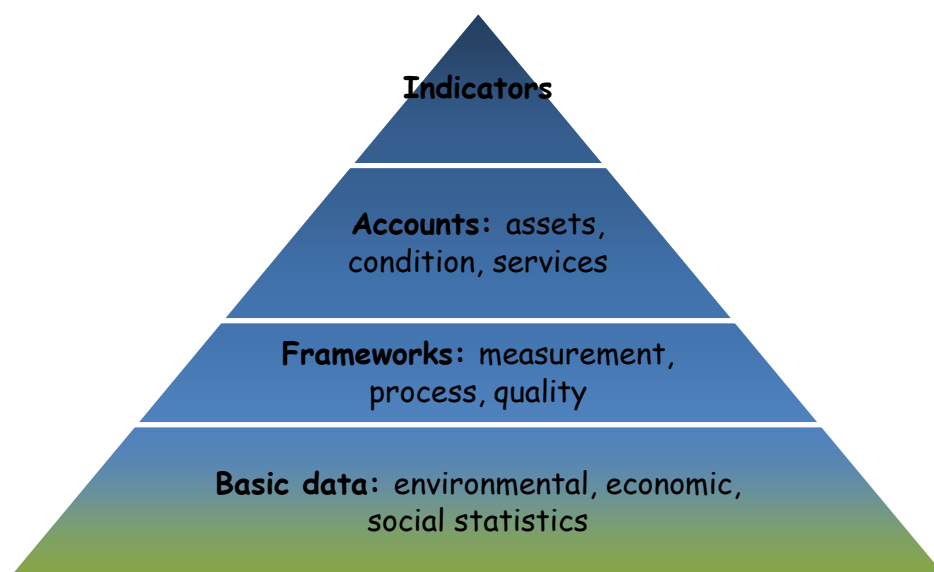 Indicators
Accounts: assets,
condition, services
Frameworks: measurement,
process, quality
Basic data: environmental, economic,
social statistics